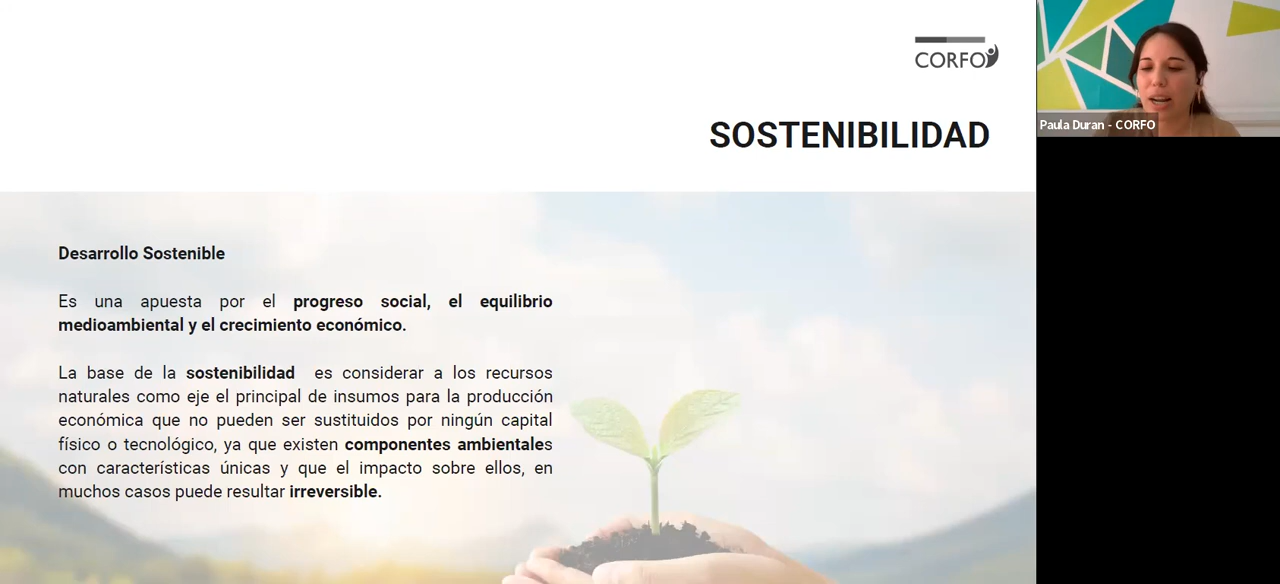 CORFO
SOSTENIBILIDAD
Paula Duran - CORFO
Desarrollo Sostenible
Es una apuesta por el progreso social, el equilibrio
medioambiental y el crecimiento económico.
La base de la sostenibilidad es considerar a los recursos
naturales como eje el principal de insumos para la producción
económica que no pueden ser sustituidos por ningún capital
físico o tecnológico, ya que existen componentes ambientales
con características únicas y que el impacto sobre ellos, en
muchos casos puede resultar irreversible.